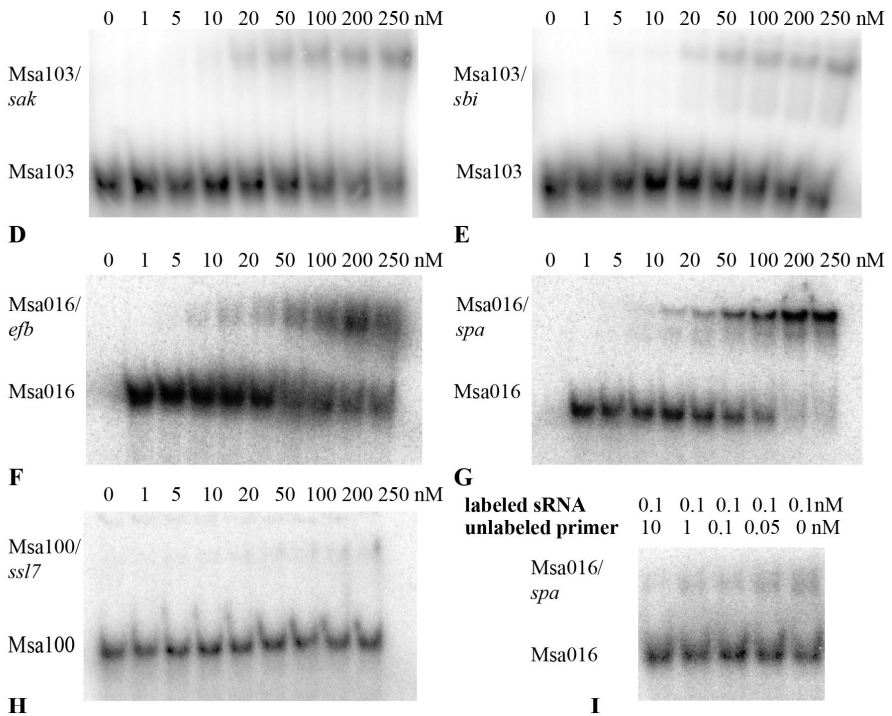 0 1 5 10 20 50 100 200 250 nM
Msa103/
sak
Msa103
D
0 1 5 10 20 50 100 200 250 nM
Msa103/
sbi
Msa103
E
0 1 5 10 20 50 100 200 250 nM
Msa016/
efb
Msa016
F
0 1 5 10 20 50 100 200 250 nM
Msa016/
spa
Msa016
G
0 1 5 10 20 50 100 200 250 nM
Msa100/
ssl7
Msa100
H
labeled sRNA 0.1 0.1 0.1 0.1 0.1nM
unlabeled primer 10 1 0.1 0.05 0 nM
Msa016/
spa
Msa016
I